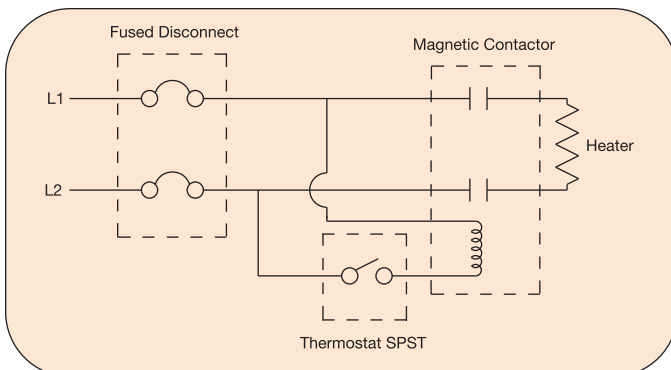 Fused Disconnect
Magnetic Contactor
L1
Heater
L2
Thermostat SPST